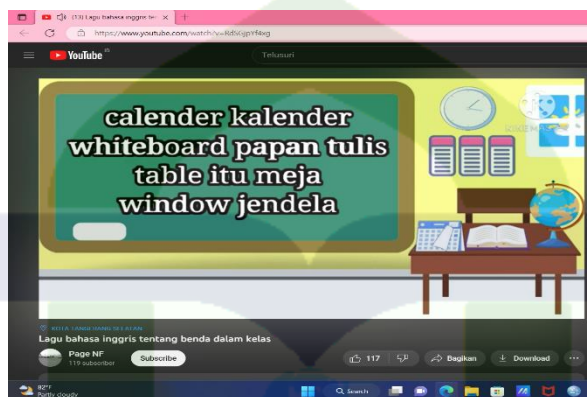 (13) Lagu bahasa inggris ten
https://www.youtube.com/watch?v=
YouTube
Telusuri
calender kalender
whiteboard papan tulis
table itu meja
window jendela
KOTA TANGERANG SELATAN
Lagu bahasa inggris tentang benda dalam kelas
Page NF
119 subscriber
Subscribe
117
Bagikan
Download
82°F
Partly cloudy
Search